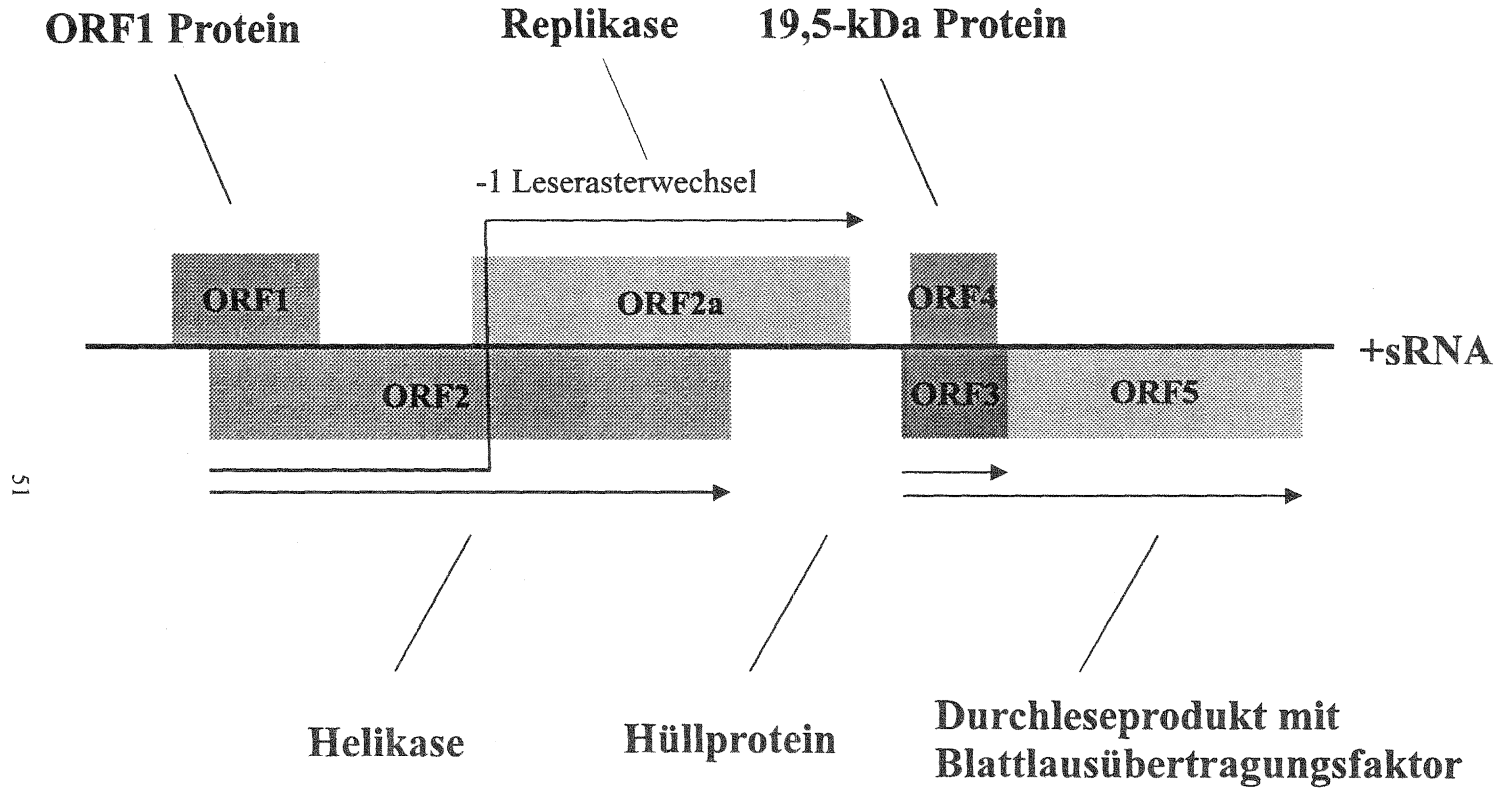 ORF1 Protein
Replikase
19,5-kDa Protein
-1 Leserasterwechsel
ORF1
ORF2a
ORF4
+sRNA
ORF2
ORF3
ORF5
51
Helikase
Hüllprotein
Durchleseprodukt mit
Blattlausübertragungsfaktor